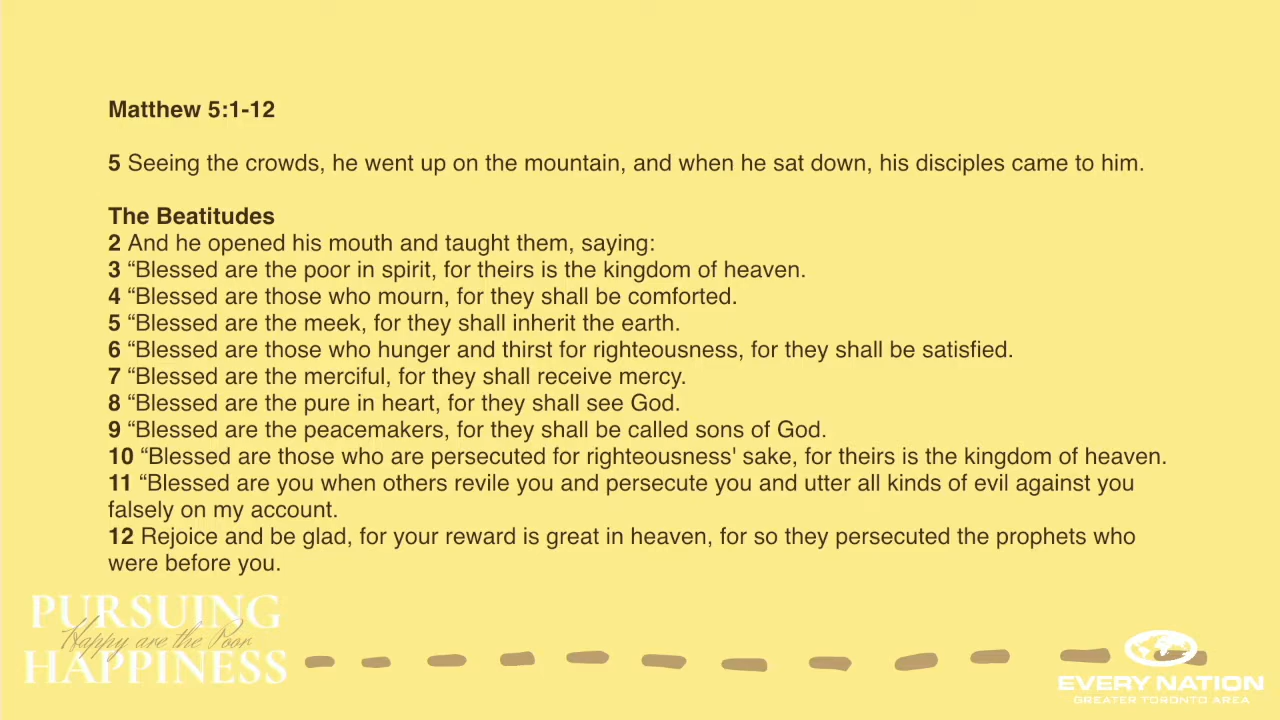 Matthew 5:1-12
5 Seeing the crowds, he went up on the mountain, and when he sat down, his disciples came to him.
The Beatitudes
2 And he opened his mouth and taught them, saying:
3 “Blessed are the poor in spirit, for theirs is the kingdom of heaven.
4 “Blessed are those who mourn, for they shall be comforted.
5 “Blessed are the meek, for they shall inherit the earth.
6 “Blessed are those who hunger and thirst for righteousness, for they shall be satisfied.
7 “Blessed are the merciful, for they shall receive mercy.
8 “Blessed are the pure in heart, for they shall see God.
9 “Blessed are the peacemakers, for they shall be called sons of God.
10 “Blessed are those who are persecuted for righteousness' sake, for theirs is the kingdom of heaven.
11 “Blessed are you when others revile you and persecute you and utter all kinds of evil against you
falsely on my account.
12 Rejoice and be glad, for your reward is great in heaven, for so they persecuted the prophets who
were before you.
PURSUING
Happy are the Poor
HAPPINESS
EVERY NATION
GREATER TORONTO AREA